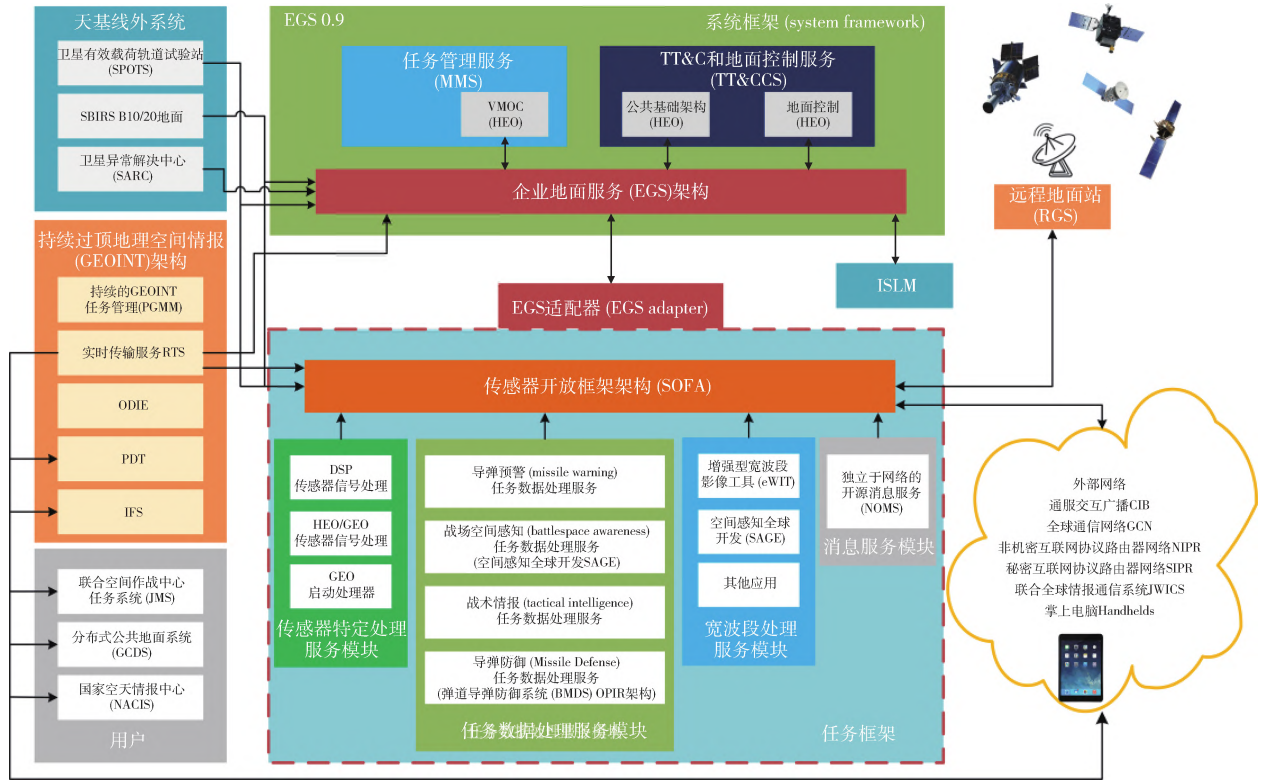 天基线外系统
卫星有效载荷轨道试验站
(SPOTS)
SBIRS B10/20地面
卫星异常解决中心
(SARC)
持续过顶地理空间情报
(GEOINT)架构
持续的GEOINT
任务管理(PGMM)
实时传输服务RTS
ODIE
PDT
IFS
联合空间作战中心
任务系统 (JMS)
分布式公共地面系统
(GCDS)
国家空天情报中心
(NACIS)
用户
EGS 0.9
系统框架 (system framework)
任务管理服务
(MMS)
VMOC
(HEO)
TT&C和地面控制服务
(TT&CCS)
公共基础架构
(HEO)
地面控制
(HEO)
企业地面服务 (EGS)架构
EGS适配器 (EGS adapter)
ISLM
远程地面站
(RGS)
传感器开放框架架构 (SOFA)
DSP
传感器信号处理
HEO/GEO
传感器信号处理
GEO
启动处理器
传感器特定处理
服务模块
导弹预警 (missile warning)
任务数据处理服务
战场空间感知 (battlespace awareness)
任务数据处理服务
(空间感知全球开发SAGE)
战术情报 (tactical intelligence)
任务数据处理服务
导弹防御 (Missile Defense)
任务数据处理服务
(弹道导弹防御系统 (BMDS) OPIR架构)
任务数据处理服务模块
增强型宽波段
影像工具 (eWIT)
空间感知全球
开发 (SAGE)
其他应用
宽波段处理
服务模块
独立于网络的
开源消息服务
(NOMS)
消息服务模块
任务框架
外部网络
通服交互广播CIB
全球通信网络GCN
非机密互联网协议路由器网络NIPR
秘密互联网协议路由器网络SIPR
联合全球情报通信系统JWICS
掌上电脑Handhelds